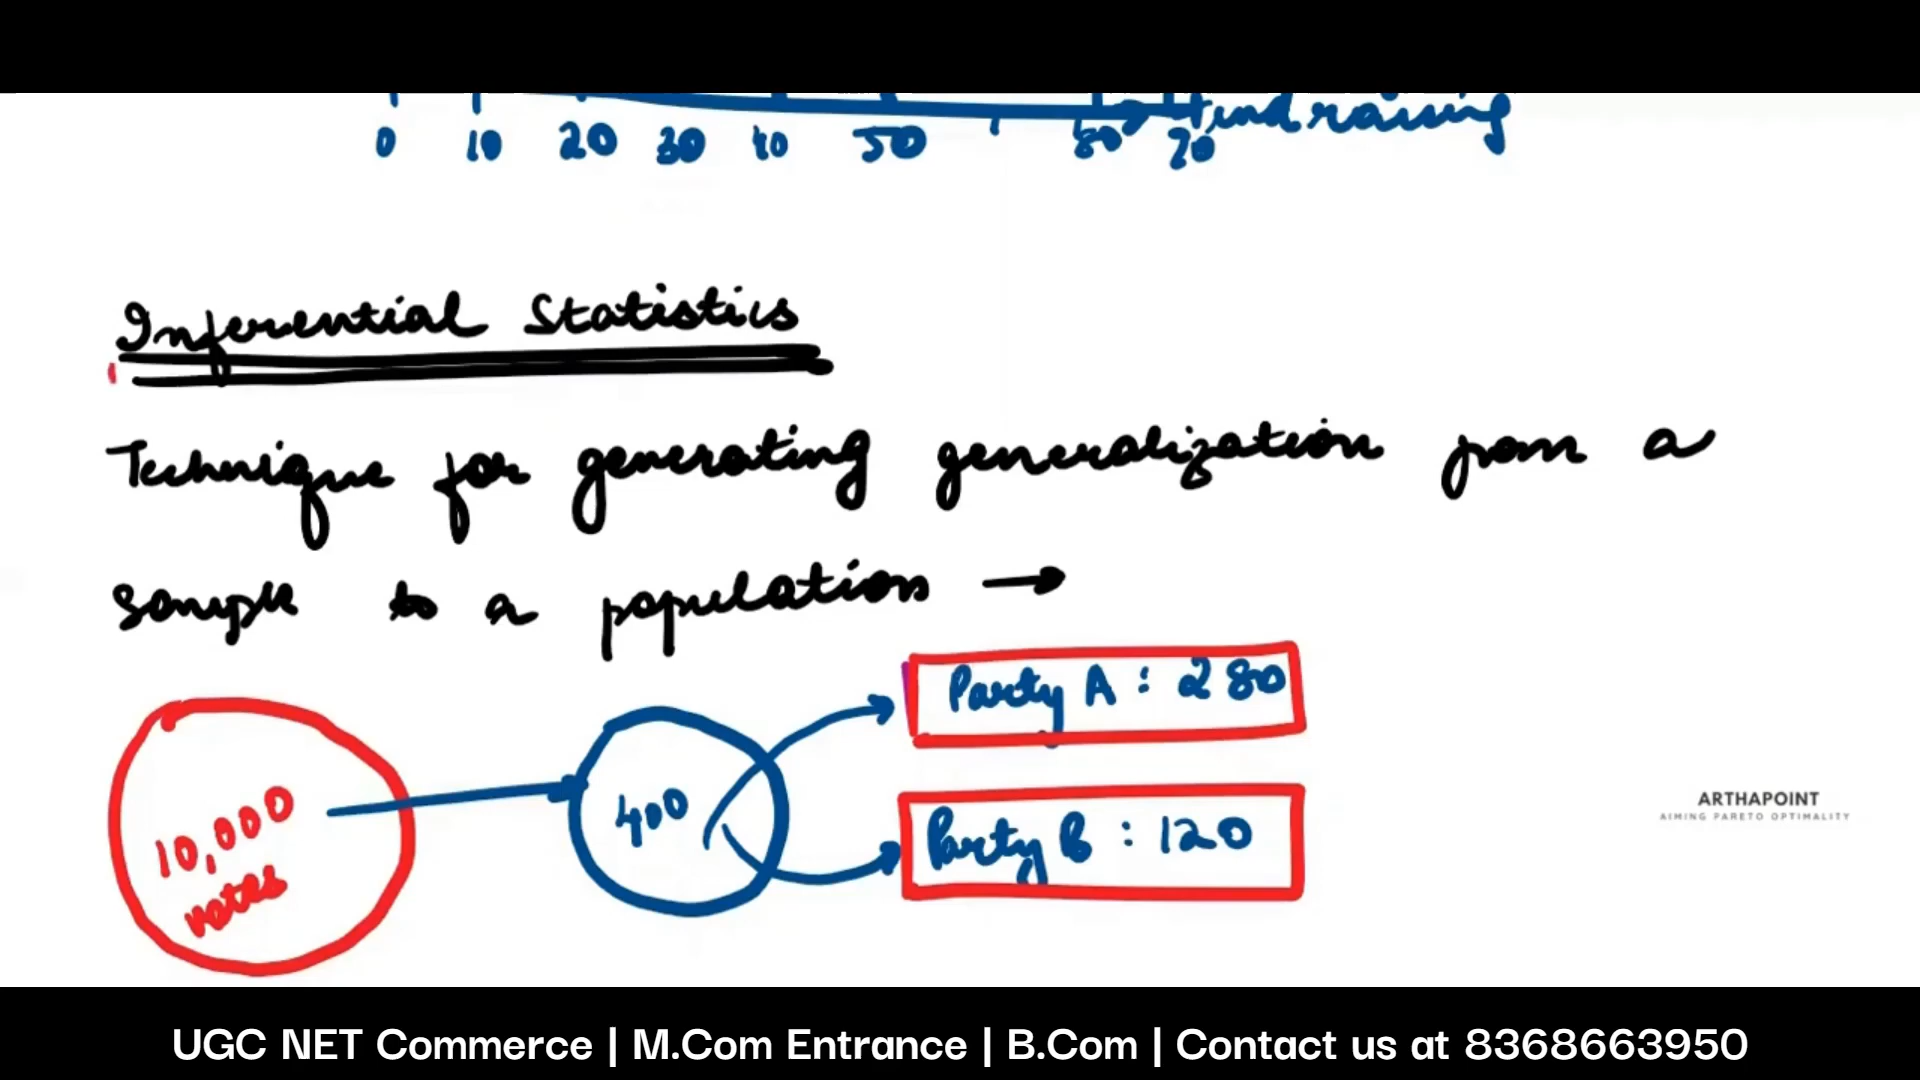 0 10 20 30 40 50 60 70 fundraising
Inferential Statistics
Technique for generating generalization from a
sample to a population →
Party A : 280
10,000
votes
400
Party B : 120
ARTHAPOINT
AIMING PARETO OPTIMALITY
UGC NET Commerce | M.Com Entrance | B.Com | Contact us at 8368663950